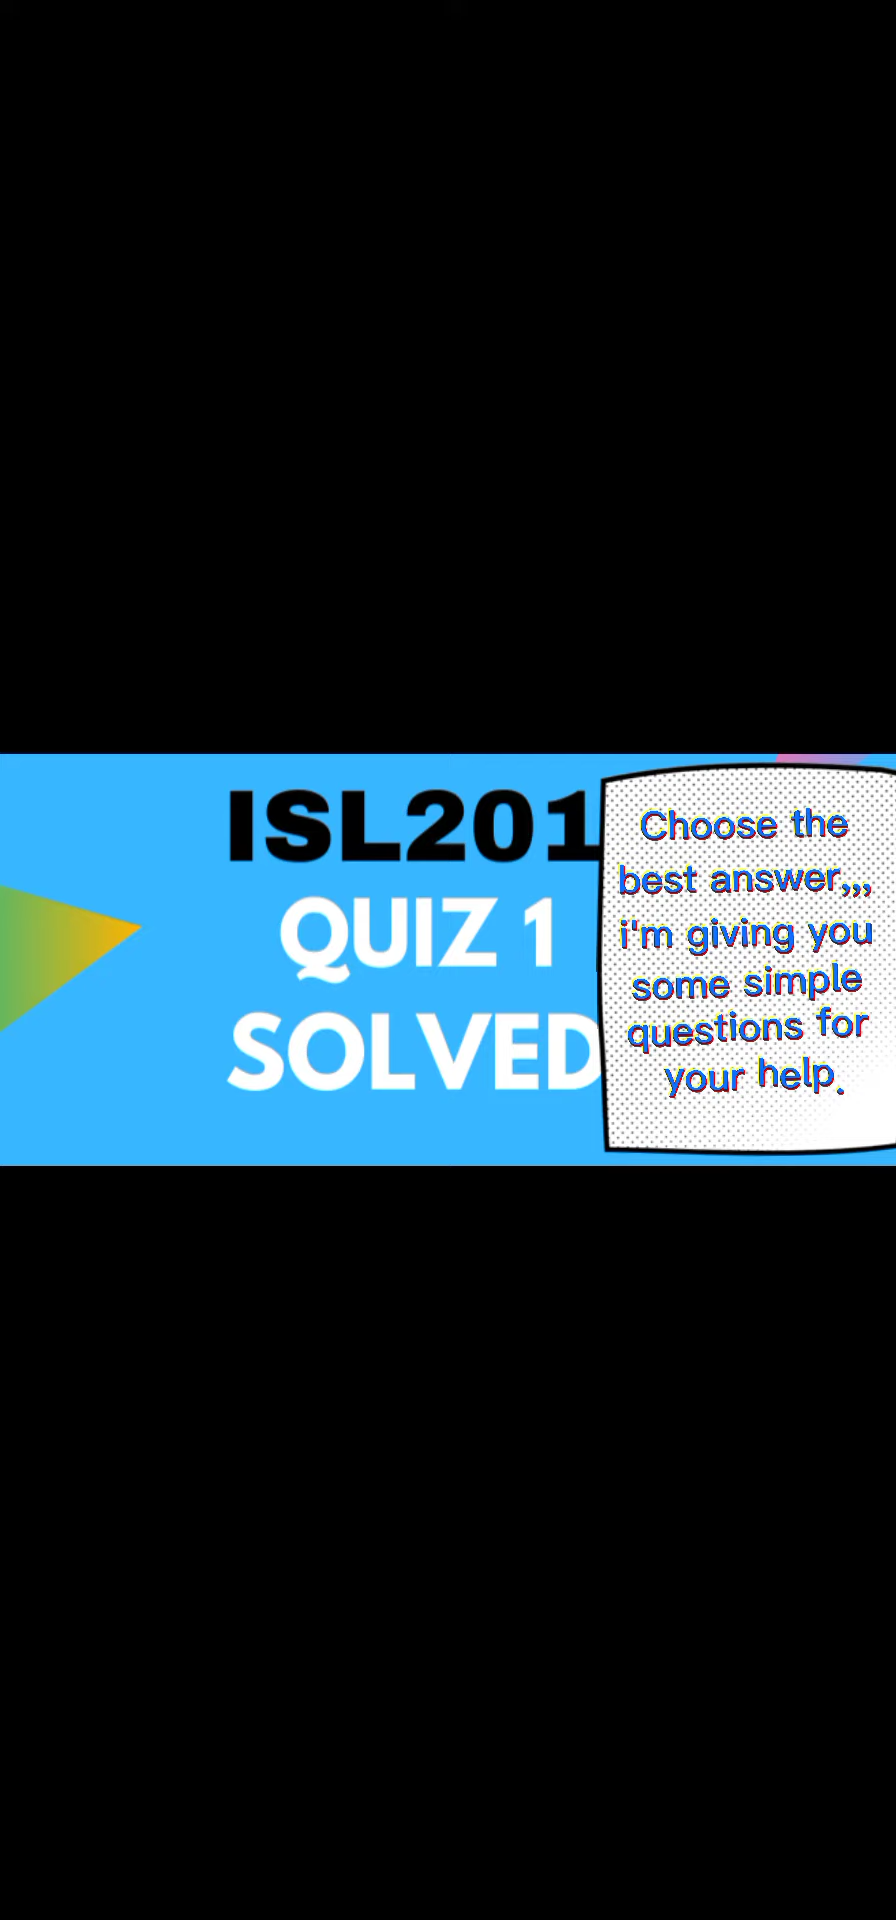 ISL201
QUIZ 1
SOLVED
Choose the
best answer,,,
i'm giving you
some simple
questions for
your help.